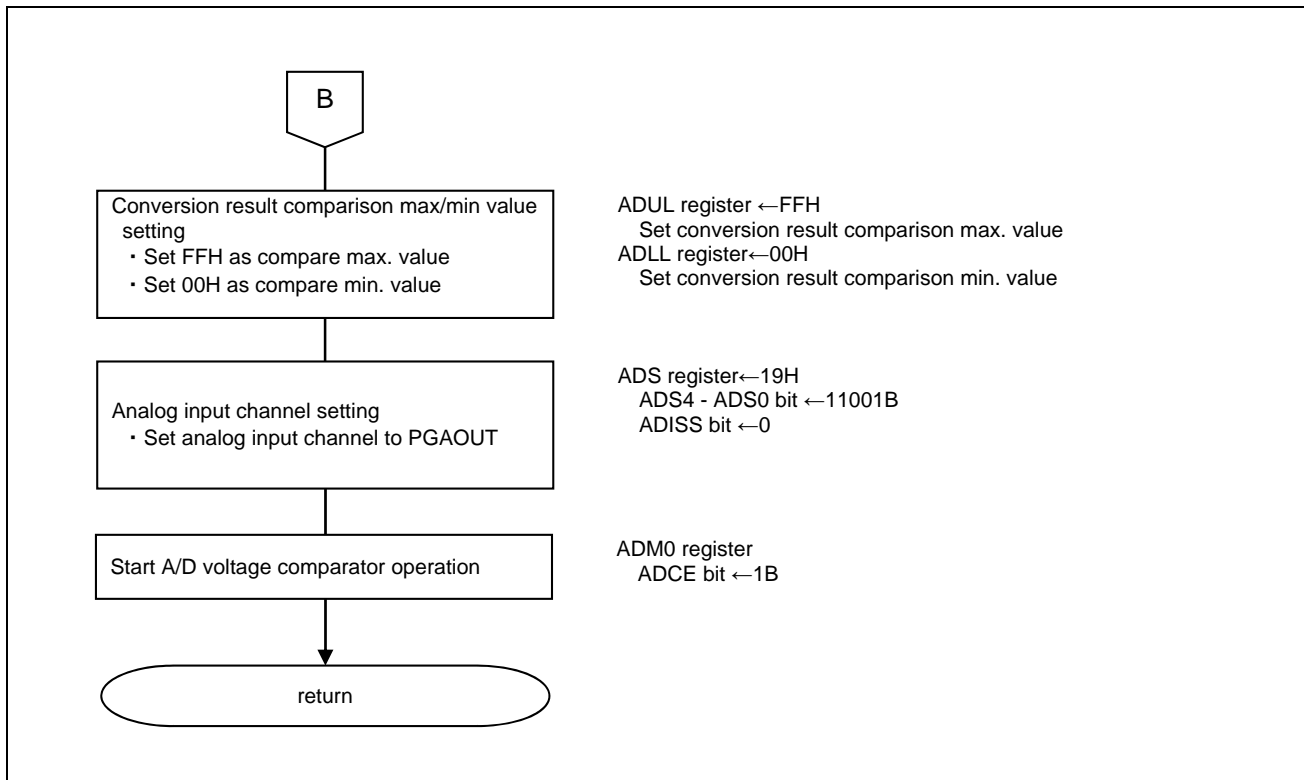 B
Conversion result comparison max/min value
setting
・Set FFH as compare max. value
・Set 00H as compare min. value
ADUL register ←FFH
Set conversion result comparison max. value
ADLL register←00H
Set conversion result comparison min. value
Analog input channel setting
・Set analog input channel to PGAOUT
ADS register←19H
ADS4 - ADS0 bit ←11001B
ADISS bit ←0
Start A/D voltage comparator operation
ADM0 register
ADCE bit ←1B
return